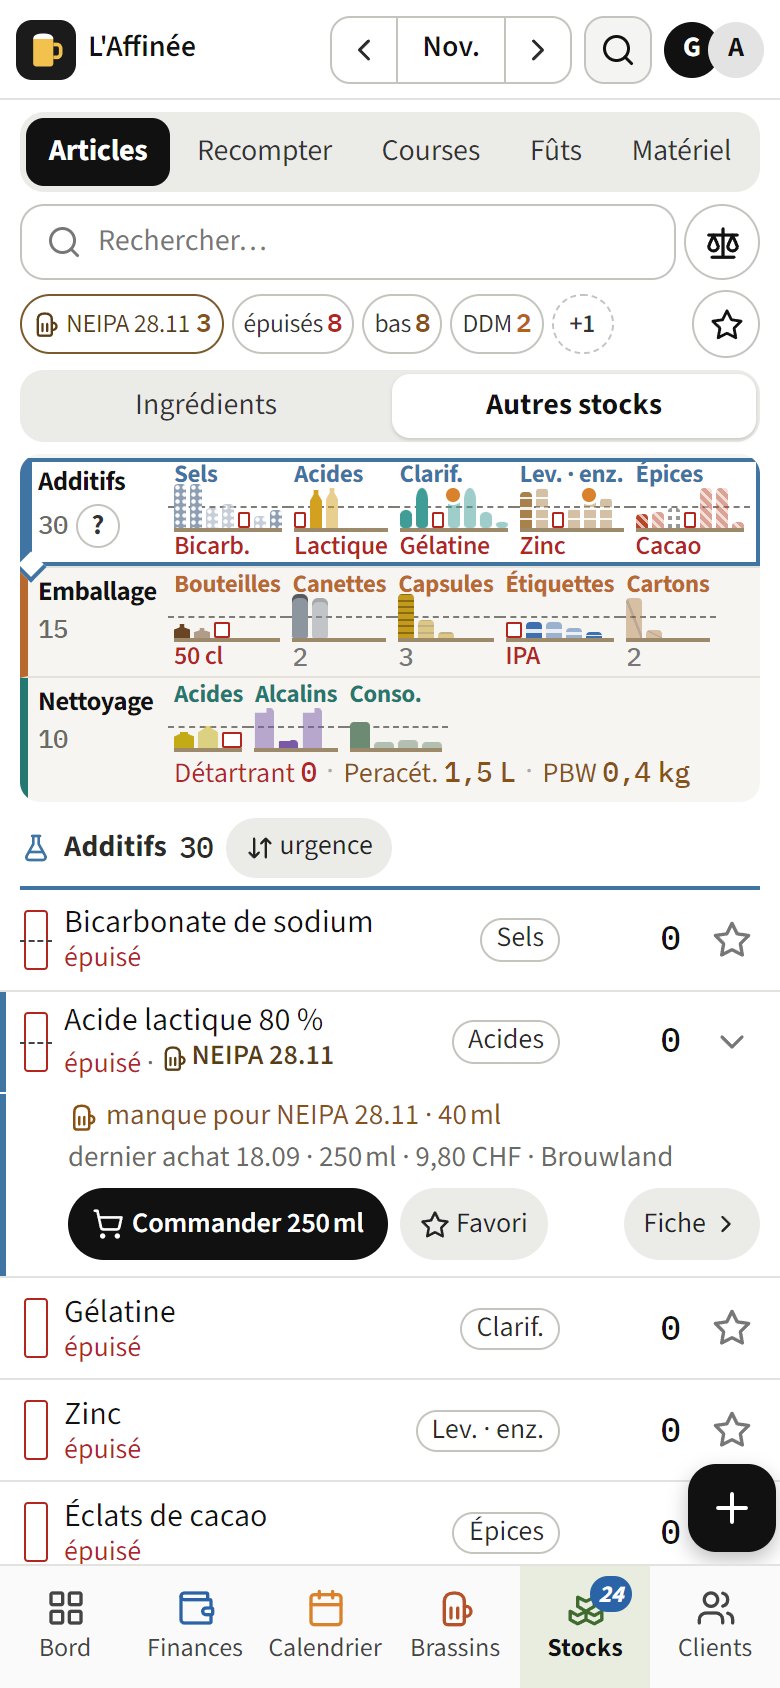 L'Affinée
Nov.
G A
Articles Recompter Courses Fûts Matériel
Rechercher…
NEIPA 28.11 3 épuisés 8 bas 8 DDM 2 +1
Ingrédients Autres stocks
Additifs Sels Acides Clarif. Lev. · enz. Épices
30 ?
Bicarb. Lactique Gélatine Zinc Cacao
Emballage Bouteilles Canettes Capsules Étiquettes Cartons
15
50 cl 2 3 IPA 2
Nettoyage Acides Alcalins Conso.
10
Détartrant 0 · Peracét. 1,5 L · PBW 0,4 kg
Additifs 30 urgence
Bicarbonate de sodium Sels 0
épuisé
Acide lactique 80 % Acides 0
épuisé · NEIPA 28.11
manque pour NEIPA 28.11 · 40 ml
dernier achat 18.09 · 250 ml · 9,80 CHF · Brouwland
Commander 250 ml Favori Fiche
Gélatine Clarif. 0
épuisé
Zinc Lev. · enz. 0
épuisé
Éclats de cacao Épices 0
épuisé
24
Bord Finances Calendrier Brassins Stocks Clients